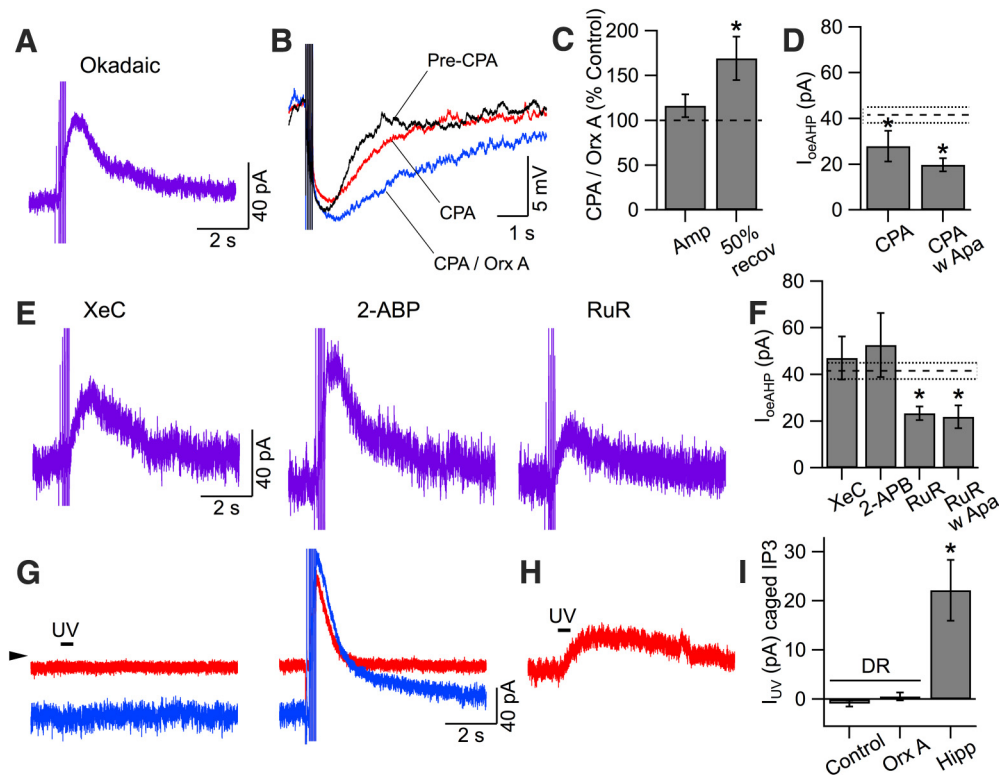 A
Okadaic
40 pA
2 s
B
Pre-CPA
CPA
CPA / Orx A
5 mV
1 s
C
CPA / Orx A (% Control)
200
150
100
50
0
*
Amp
50%
recov
D
IoeAHP (pA)
80
60
40
20
0
*
*
CPA
CPA
w Apa
E
XeC
2-ABP
RuR
40 pA
2 s
F
IoeAHP (pA)
80
60
40
20
0
*
*
XeC
2-APB
RuR
RuR
w Apa
G
UV
40 pA
2 s
H
UV
I
IUV (pA) caged IP3
30
20
10
0
*
DR
Control
Orx A
Hipp